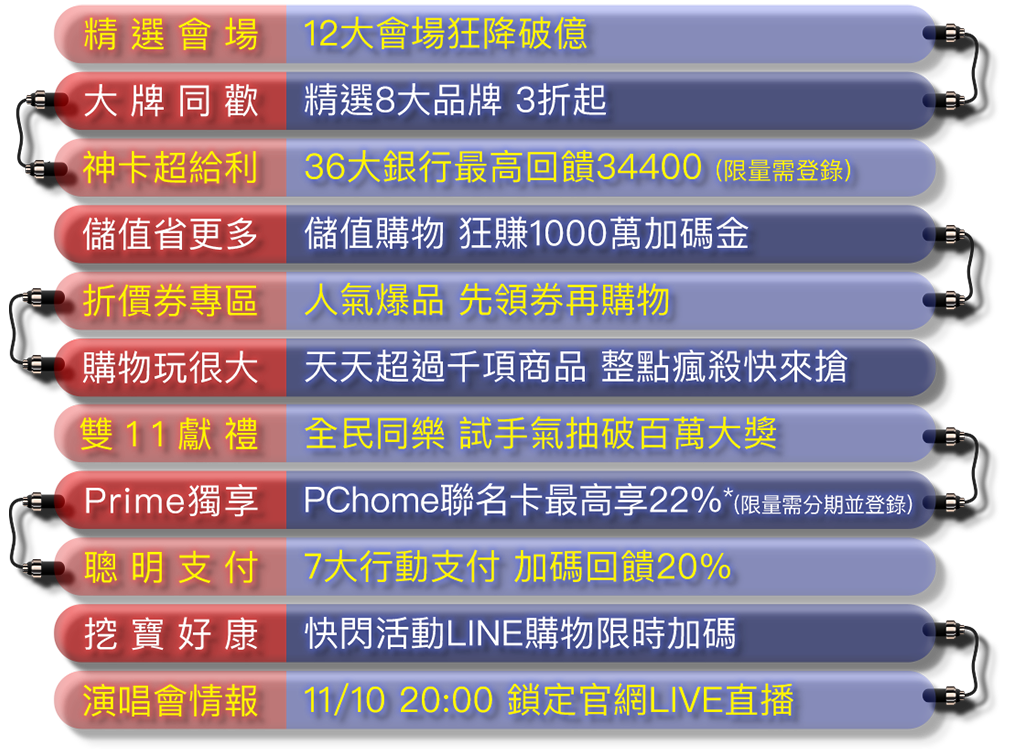 精選會場 12大會場狂降破億
大牌同歡 精選8大品牌 3折起
神卡超給利 36大銀行最高回饋34400 (限量需登錄)
儲值省更多 儲值購物 狂賺1000萬加碼金
折價券專區 人氣爆品 先領券再購物
購物玩很大 天天超過千項商品 整點瘋殺快來搶
雙11獻禮 全民同樂 試手氣抽破百萬大獎
Prime獨享 PChome聯名卡最高享22%*(限量需分期並登錄)
聰明支付 7大行動支付 加碼回饋20%
挖寶好康 快閃活動LINE購物限時加碼
演唱會情報 11/10 20:00 鎖定官網LIVE直播